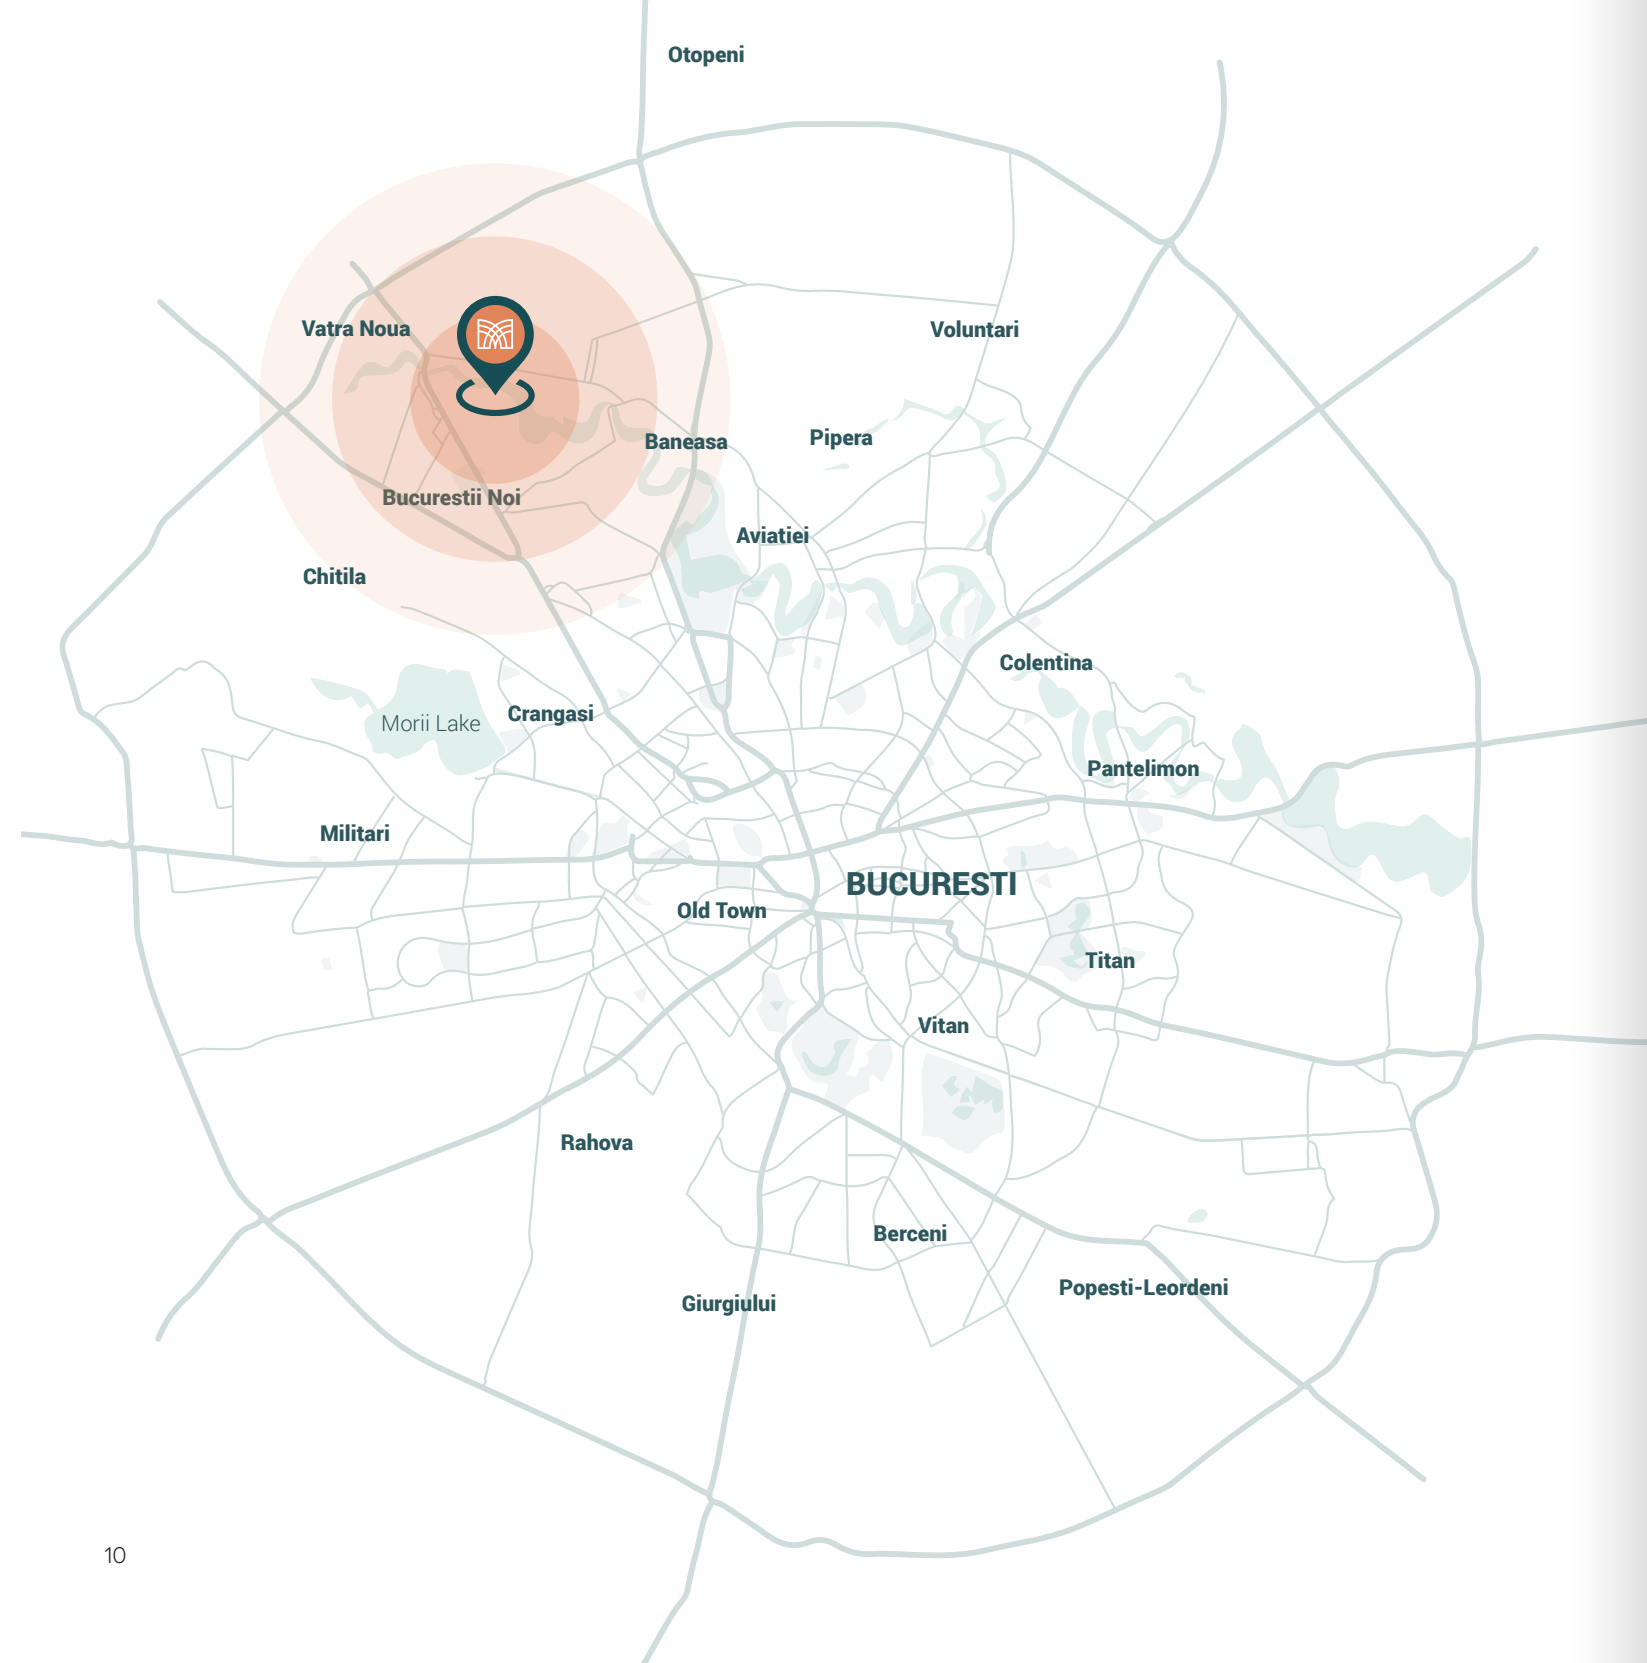 Otopeni
Vatra Noua
Voluntari
Baneasa
Pipera
Bucurestii Noi
Aviatiei
Chitila
Colentina
Crangasi
Morii Lake
Pantelimon
Militari
BUCURESTI
Old Town
Titan
Vitan
Rahova
Berceni
Popesti-Leordeni
Giurgiului
10